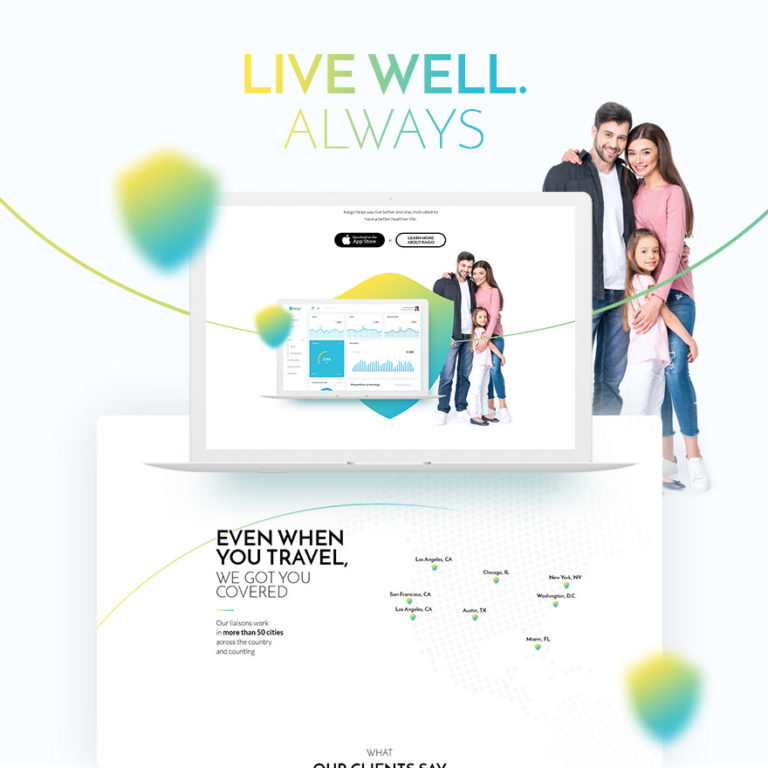 LIVE WELL.
ALWAYS
Kaigo helps you live better and stay motivated to
have a better healthier life.
Download on the
App Store
LEARN MORE
ABOUT KAIGO
EVEN WHEN
YOU TRAVEL,
WE GOT YOU
COVERED
Our liaisons work
in more than 50 cities
across the country
and counting
Los Angeles, CA
Chicago, IL
New York, NY
San Francisco, CA
Washington, D.C
Los Angeles, CA
Austin, TX
Miami, FL
WHAT
OUR CLIENTS SAY